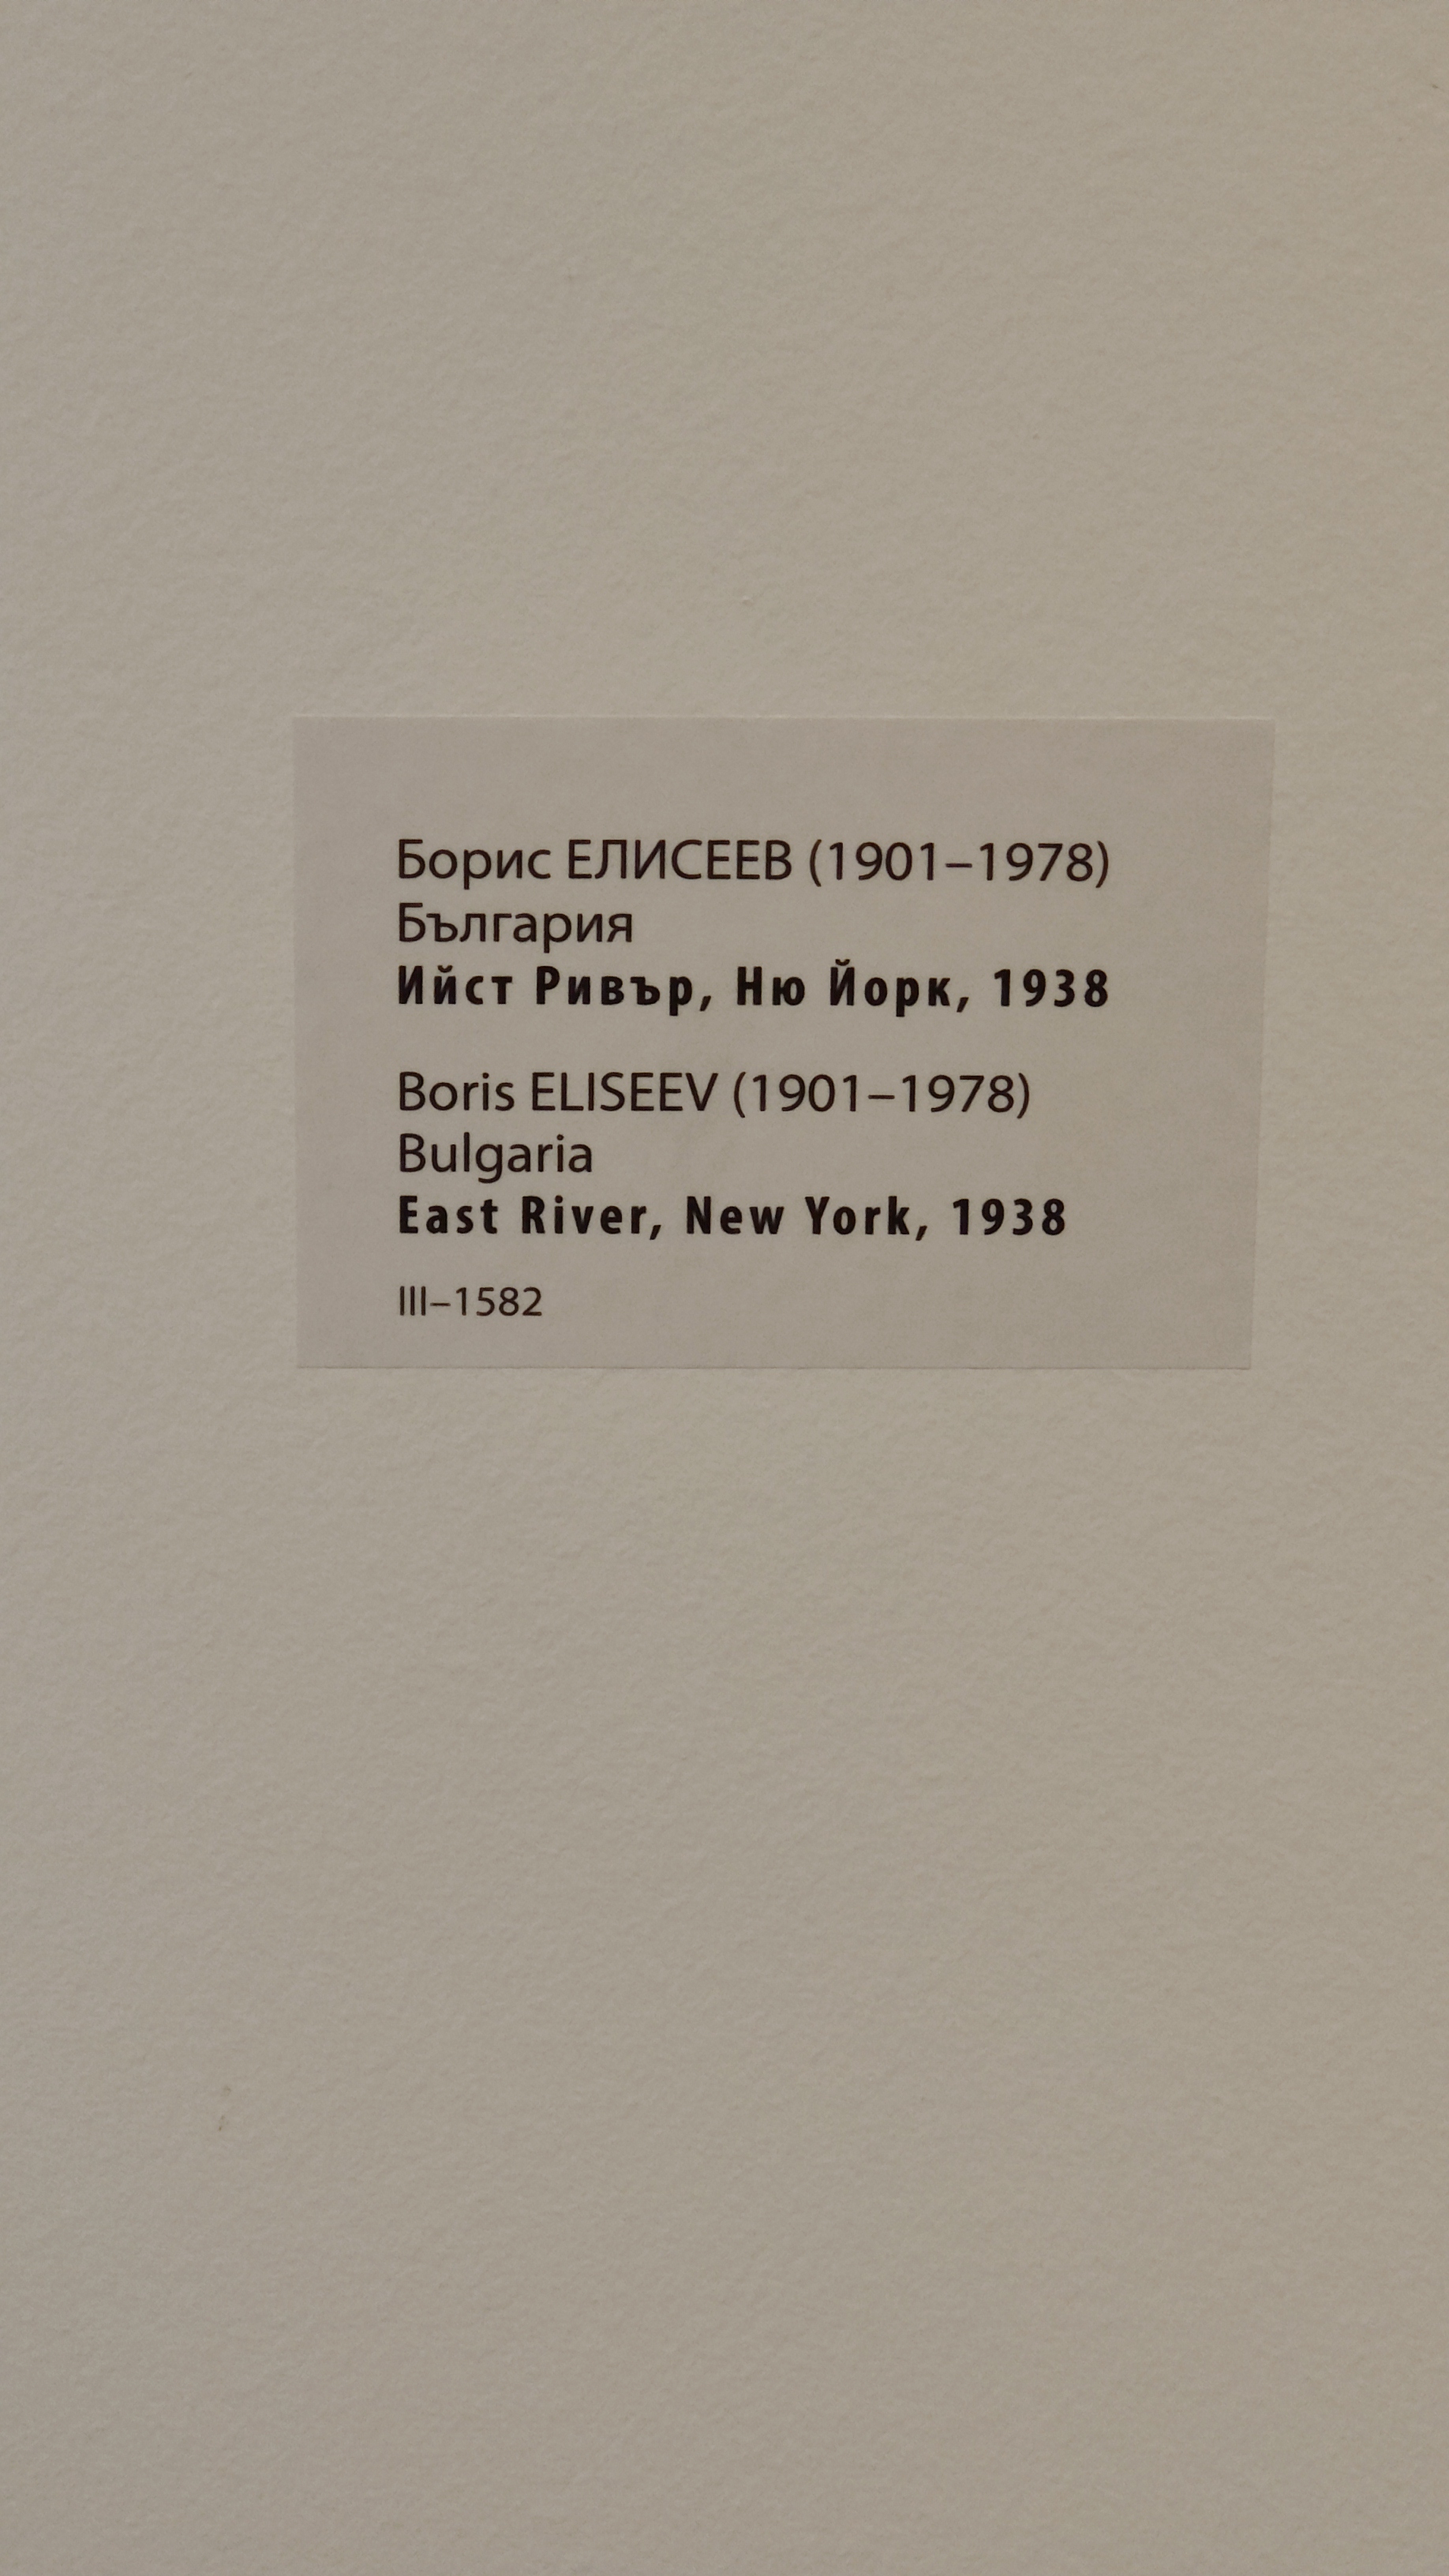 Борис ЕЛИСЕЕВ (1901–1978)
България
Ийст Ривър, Ню Йорк, 1938
Boris ELISEEV (1901–1978)
Bulgaria
East River, New York, 1938
III–1582